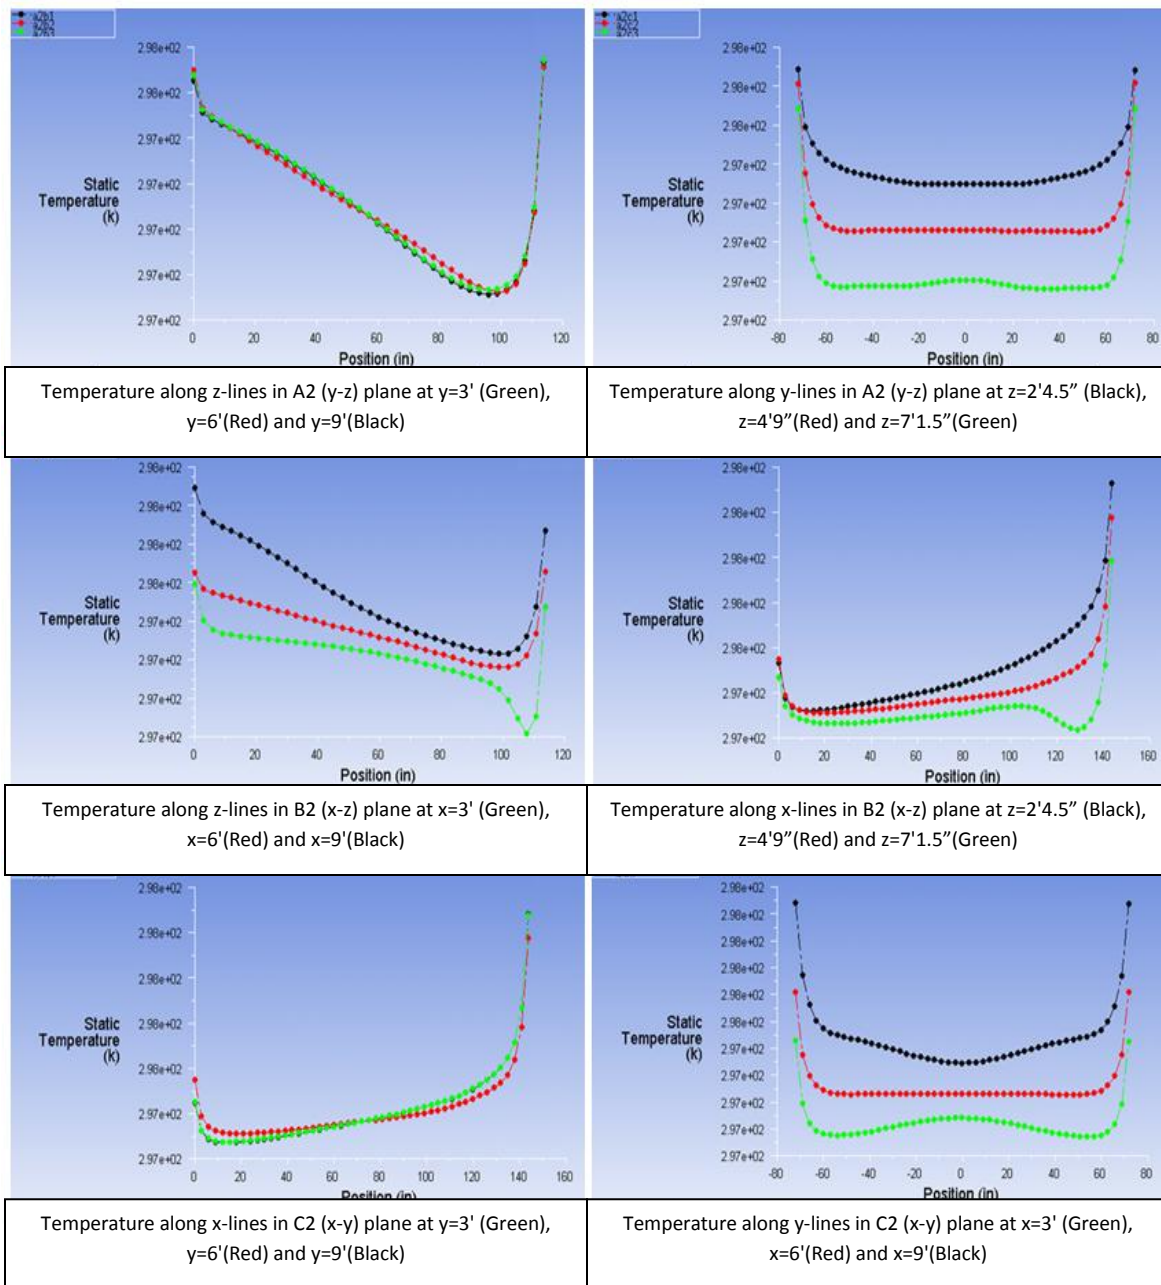 a2b1
a2b2
a2b3
2.98e+02
2.98e+02
2.97e+02
2.97e+02
2.97e+02
2.97e+02
2.97e+02
Static
Temperature
(k)
0 20 40 60 80 100 120
Position (in)
a2c1
a2c2
a2c3
2.98e+02
2.98e+02
2.98e+02
2.97e+02
2.97e+02
2.97e+02
2.97e+02
2.97e+02
Static
Temperature
(k)
-80 -60 -40 -20 0 20 40 60 80
Position (in)
Temperature along z-lines in A2 (y-z) plane at y=3' (Green),
y=6'(Red) and y=9'(Black)
Temperature along y-lines in A2 (y-z) plane at z=2'4.5” (Black),
z=4'9”(Red) and z=7'1.5”(Green)
2.98e+02
2.98e+02
2.98e+02
2.98e+02
2.97e+02
2.97e+02
2.97e+02
2.97e+02
Static
Temperature
(k)
0 20 40 60 80 100 120
Position (in)
2.98e+02
2.98e+02
2.98e+02
2.98e+02
2.98e+02
2.97e+02
2.97e+02
Static
Temperature
(k)
0 20 40 60 80 100 120 140 160
Position (in)
Temperature along z-lines in B2 (x-z) plane at x=3' (Green),
x=6'(Red) and x=9'(Black)
Temperature along x-lines in B2 (x-z) plane at z=2'4.5” (Black),
z=4'9”(Red) and z=7'1.5”(Green)
2.98e+02
2.98e+02
2.98e+02
2.98e+02
2.98e+02
2.97e+02
2.97e+02
Static
Temperature
(k)
0 20 40 60 80 100 120 140 160
Position (in)
2.98e+02
2.98e+02
2.98e+02
2.98e+02
2.98e+02
2.98e+02
2.97e+02
2.97e+02
2.97e+02
2.97e+02
2.97e+02
Static
Temperature
(k)
-80 -60 -40 -20 0 20 40 60 80
Position (in)
Temperature along x-lines in C2 (x-y) plane at y=3' (Green),
y=6'(Red) and y=9'(Black)
Temperature along y-lines in C2 (x-y) plane at x=3' (Green),
x=6'(Red) and x=9'(Black)